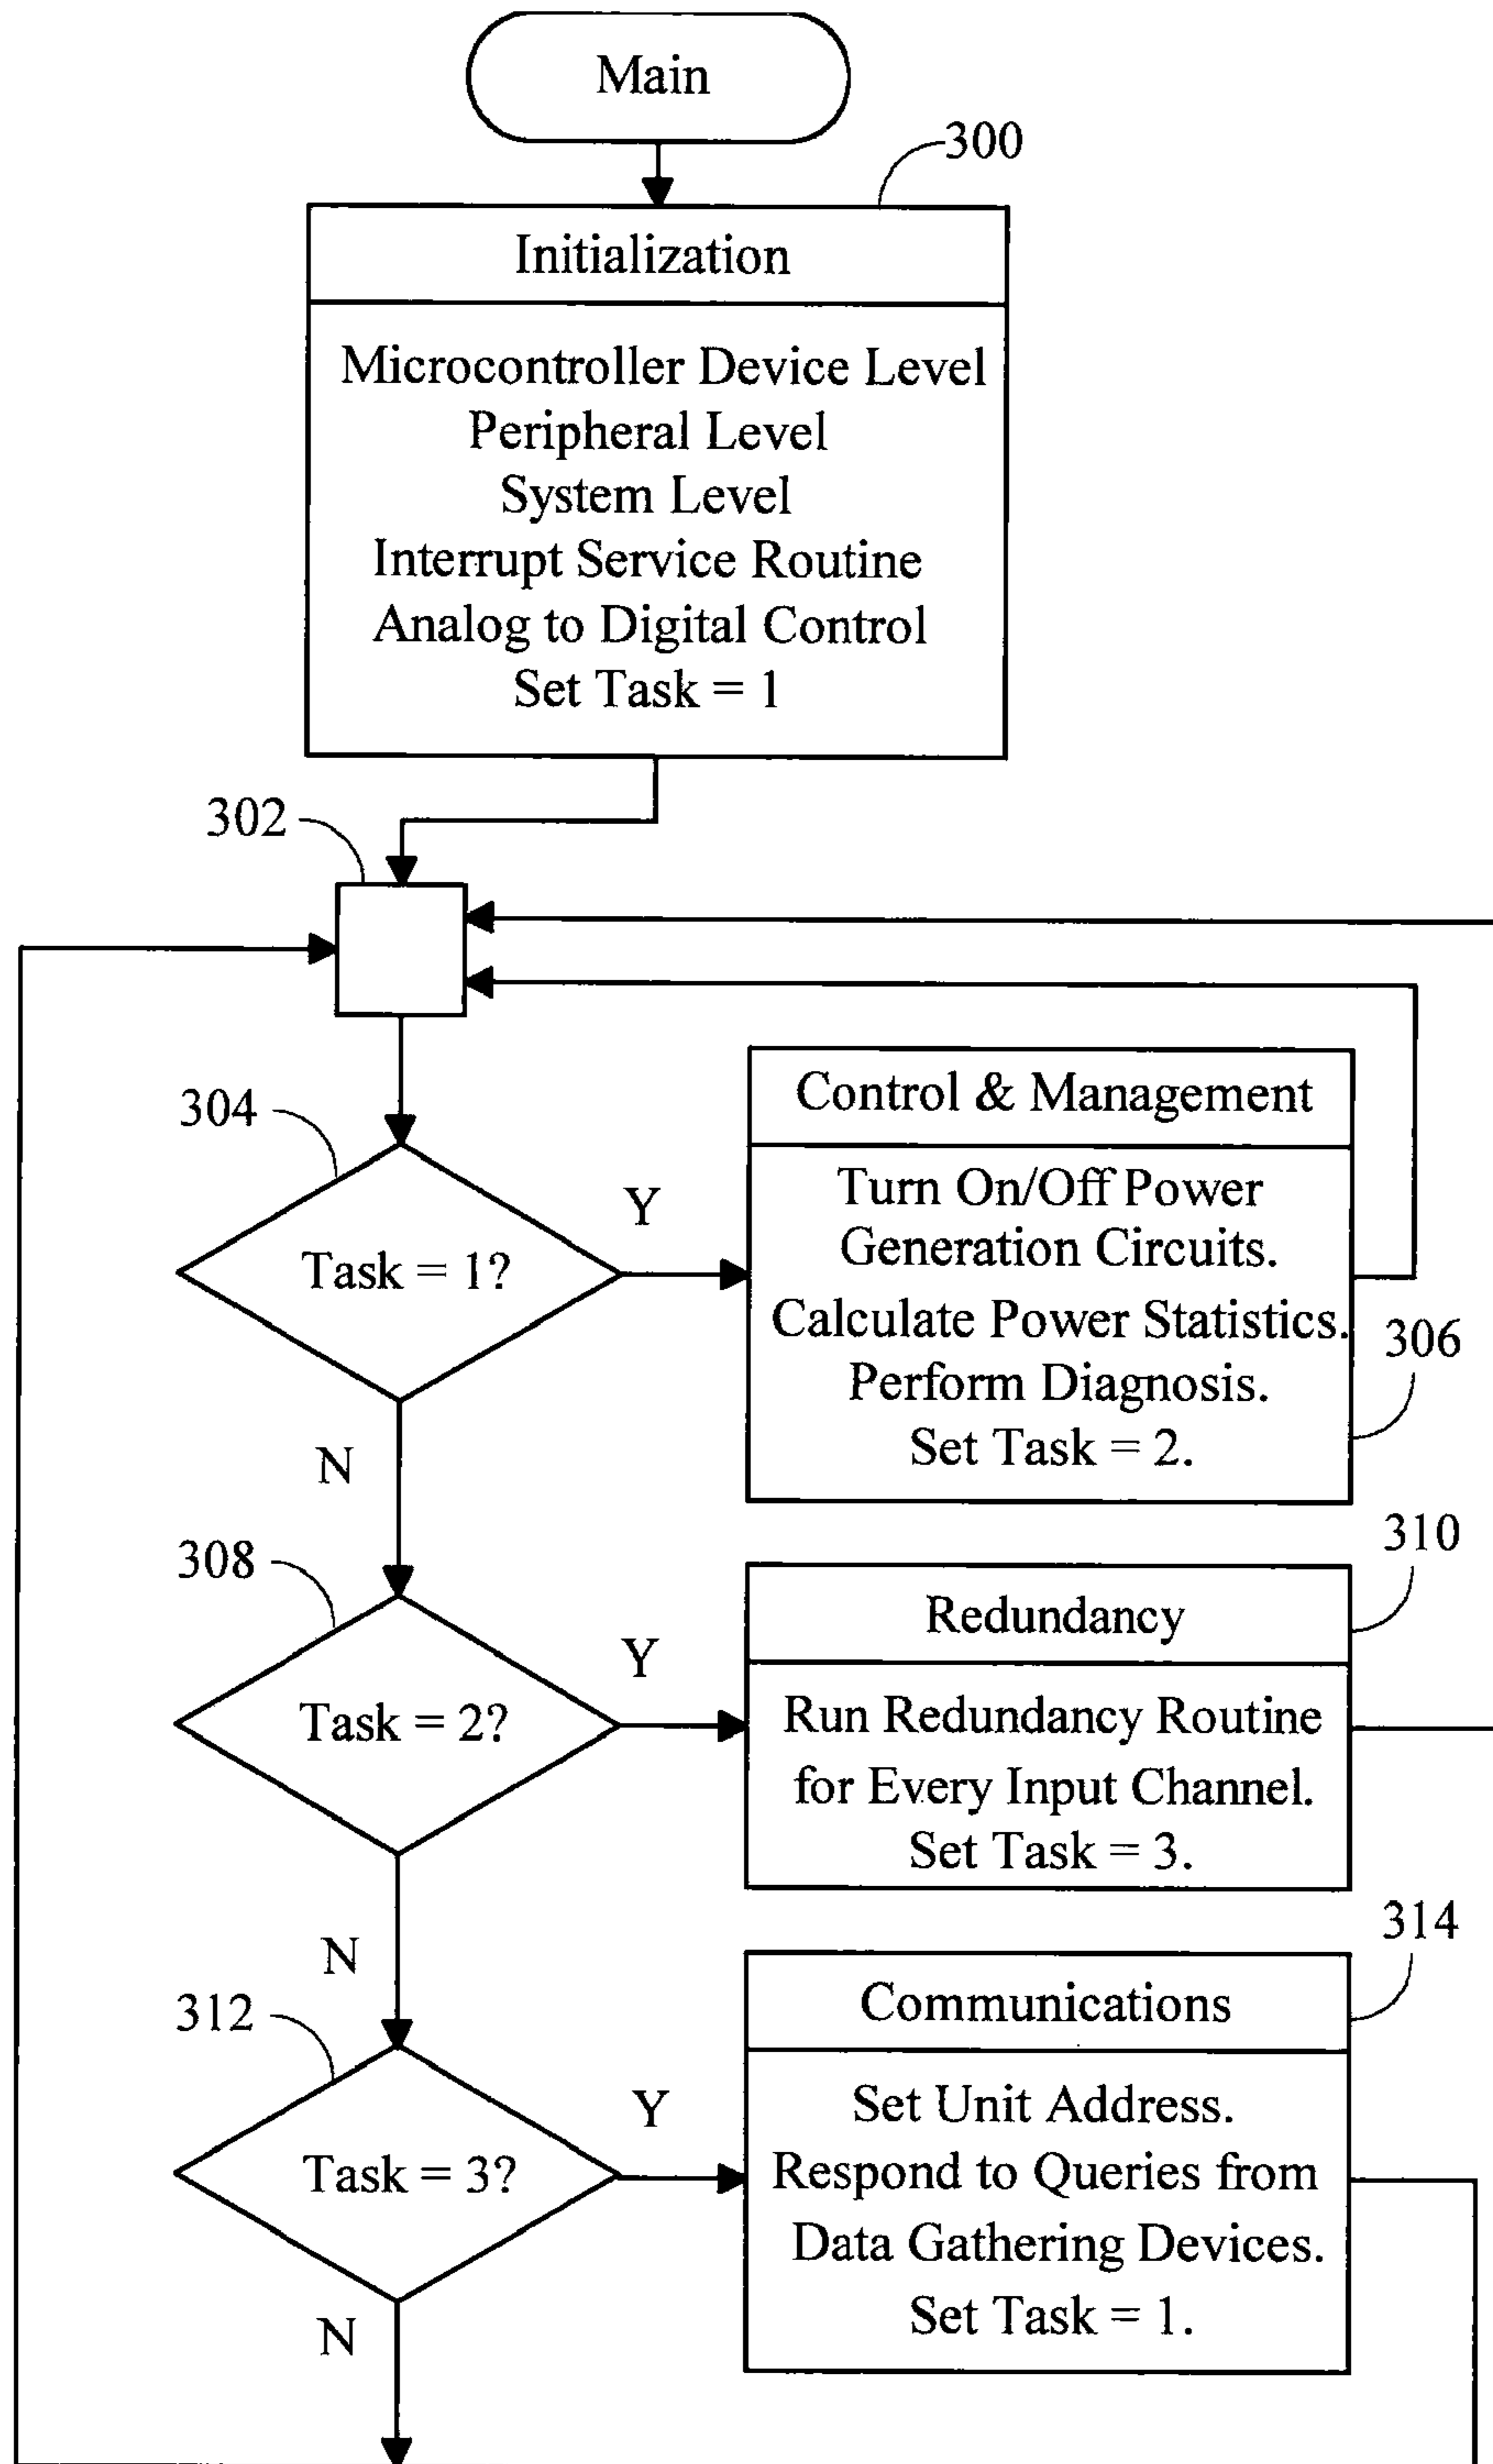 Main
300
Initialization
Microcontroller Device Level
Peripheral Level
System Level
Interrupt Service Routine
Analog to Digital Control
Set Task = 1
302
304
Task = 1?
Y
N
Control & Management
Turn On/Off Power
Generation Circuits.
Calculate Power Statistics.
Perform Diagnosis.
Set Task = 2.
306
308
Task = 2?
Y
N
310
Redundancy
Run Redundancy Routine
for Every Input Channel.
Set Task = 3.
312
Task = 3?
Y
N
314
Communications
Set Unit Address.
Respond to Queries from
Data Gathering Devices.
Set Task = 1.